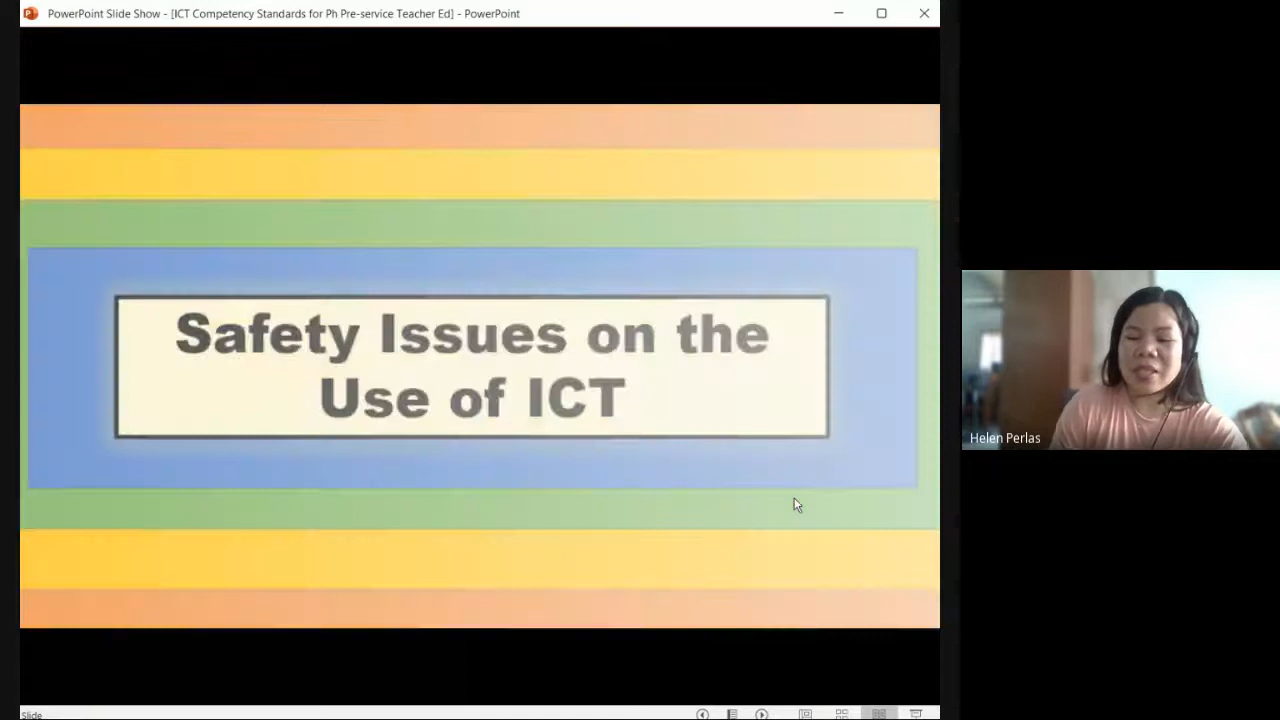 PowerPoint Slide Show - [ICT Competency Standards for Ph Pre-service Teacher Ed] - PowerPoint
Safety Issues on the
Use of ICT
Helen Perlas
Slide